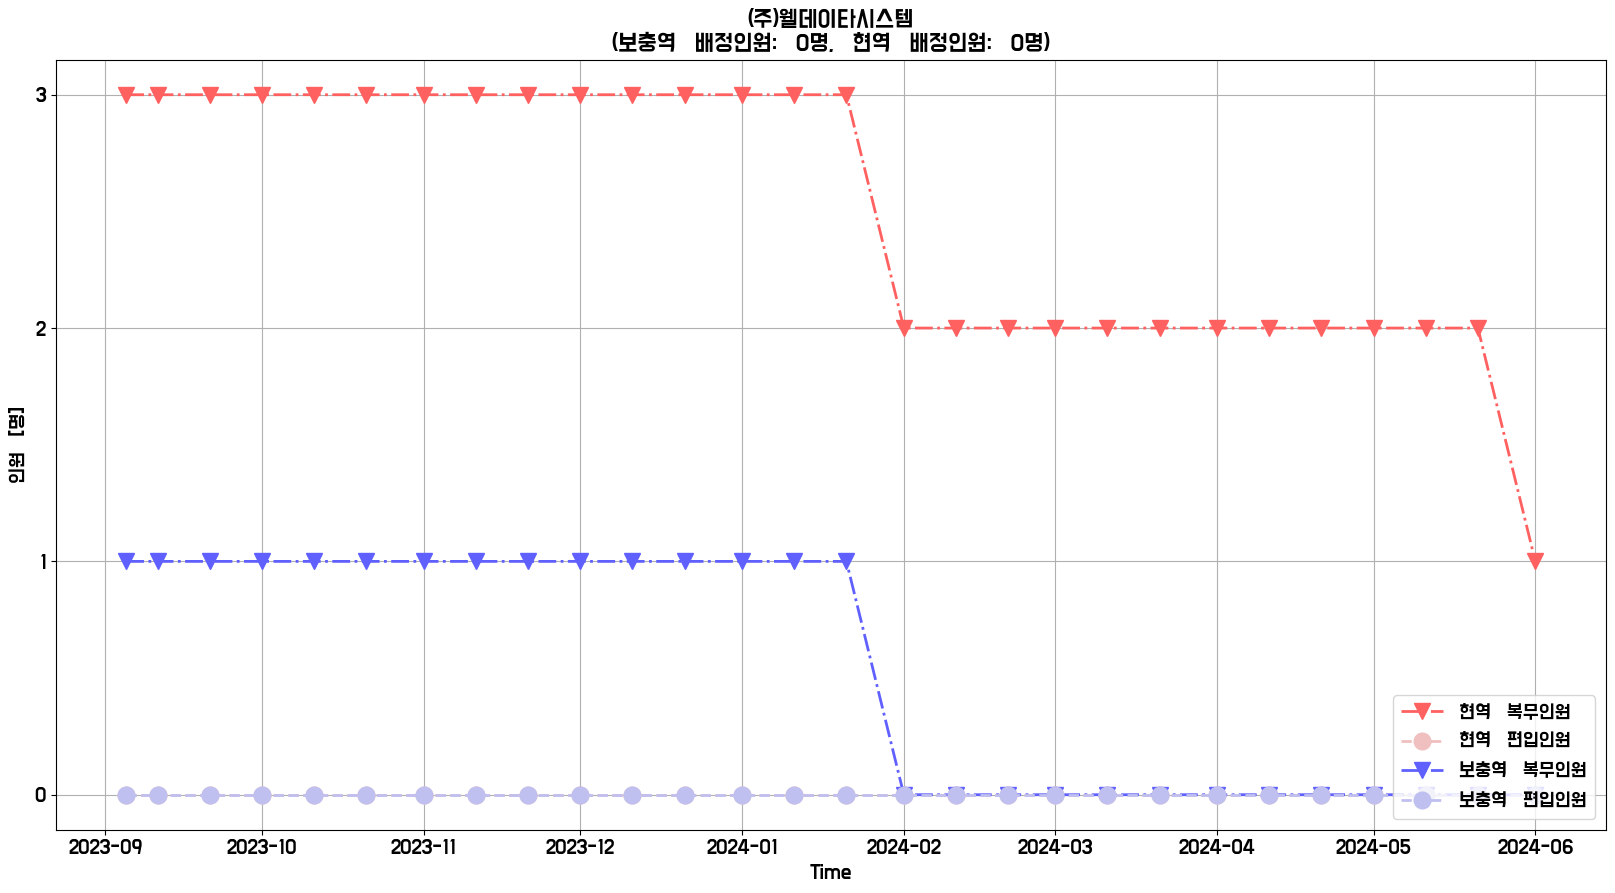 (주)웰데이타시스템
(보충역 배정인원: 0명, 현역 배정인원: 0명)
3
2
1
0
인원 [명]
현역 복무인원
현역 편입인원
보충역 복무인원
보충역 편입인원
2023-09 2023-10 2023-11 2023-12 2024-01 2024-02 2024-03 2024-04 2024-05 2024-06
Time